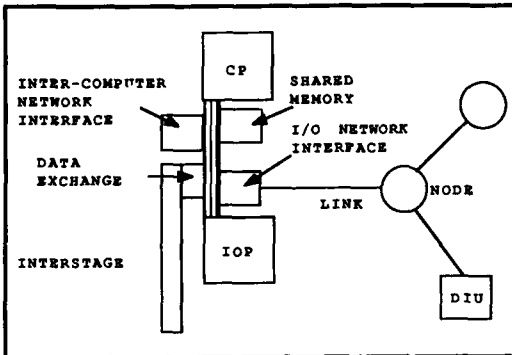 CP
INTER-COMPUTER
NETWORK
INTERFACE
SHARED
MEMORY
I/O NETWORK
INTERFACE
DATA
EXCHANGE
NODE
LINK
INTERSTAGE
IOP
DIU